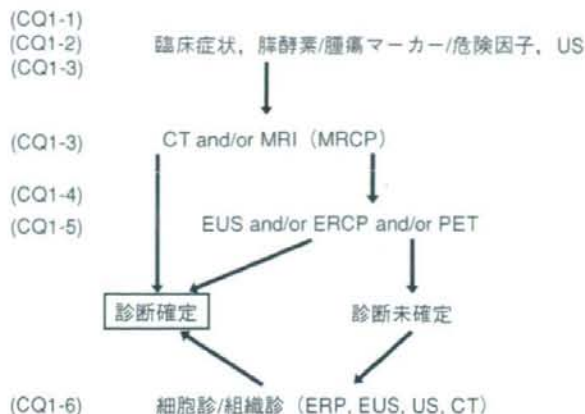 (CQ1-1)
(CQ1-2) 臨床症状，膵酵素/腫瘍マーカー/危険因子，US
(CQ1-3)
(CQ1-3) CT and/or MRI（MRCP）
(CQ1-4)
(CQ1-5) EUS and/or ERCP and/or PET
診断確定 診断未確定
(CQ1-6) 細胞診/組織診（ERP, EUS, US, CT）